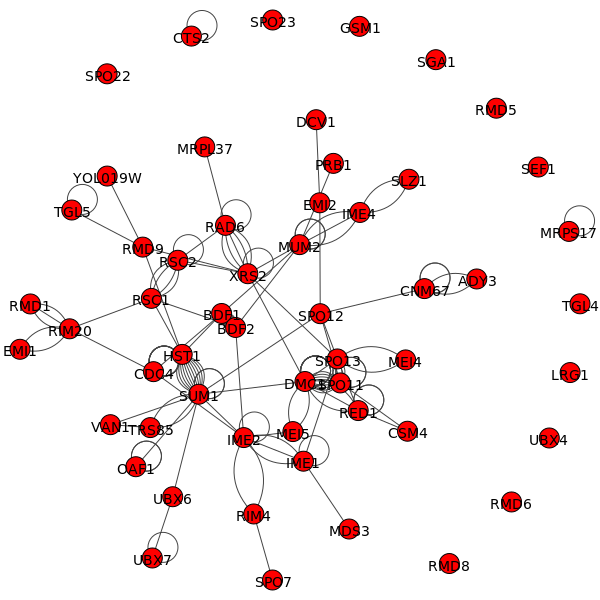 SPO23
GSM1
CTS2
SGA1
SPO22
RMD5
DCV1
MRPL37
PRB1
SEF1
YOL019W
SLZ1
TGL5
EMI2
IME4
RAD6
MRPS17
RMD9
MUM2
RSC2
XRS2
ADY3
CNM67
RSC1
RMD1
TGL4
BDF1
SPO12
BDF2
RIM20
EMI1
HST1
SPO13
MEI4
CDC4
LRG1
DMC1
SPO11
SUM1
RED1
VAN1
TRS85
MEI5
CSM4
IME2
UBX4
OAF1
IME1
UBX6
RMD6
RIM4
MDS3
UBX7
RMD8
SPO7